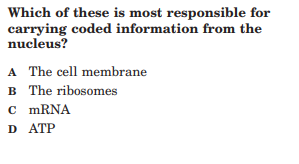 Which of these is most responsible for
carrying coded information from the
nucleus?
A The cell membrane
B The ribosomes
C mRNA
D ATP